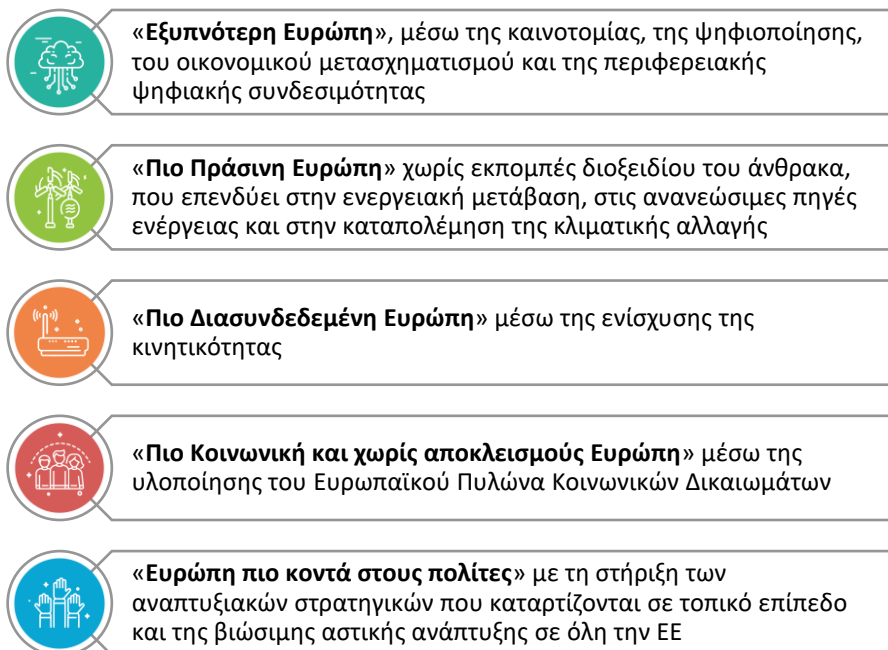 «Εξυπνότερη Ευρώπη», μέσω της καινοτομίας, της ψηφιοποίησης,
του οικονομικού μετασχηματισμού και της περιφερειακής
ψηφιακής συνδεσιμότητας
«Πιο Πράσινη Ευρώπη» χωρίς εκπομπές διοξειδίου του άνθρακα,
που επενδύει στην ενεργειακή μετάβαση, στις ανανεώσιμες πηγές
ενέργειας και στην καταπολέμηση της κλιματικής αλλαγής
«Πιο Διασυνδεδεμένη Ευρώπη» μέσω της ενίσχυσης της
κινητικότητας
«Πιο Κοινωνική και χωρίς αποκλεισμούς Ευρώπη» μέσω της
υλοποίησης του Ευρωπαϊκού Πυλώνα Κοινωνικών Δικαιωμάτων
«Ευρώπη πιο κοντά στους πολίτες» με τη στήριξη των
αναπτυξιακών στρατηγικών που καταρτίζονται σε τοπικό επίπεδο
και της βιώσιμης αστικής ανάπτυξης σε όλη την ΕΕ